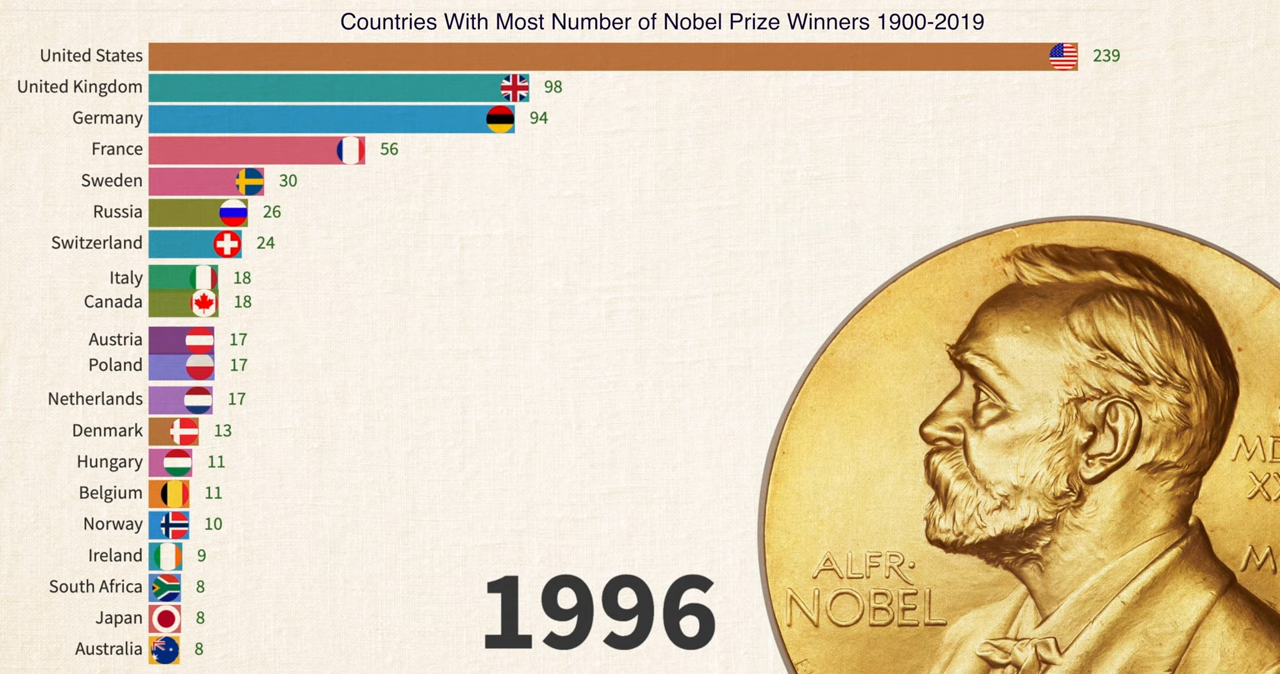 Countries With Most Number of Nobel Prize Winners 1900-2019
United States 239
United Kingdom 98
Germany 94
France 56
Sweden 30
Russia 26
Switzerland 24
Italy 18
Canada 18
Austria 17
Poland 17
Netherlands 17
Denmark 13
Hungary 11
Belgium 11
Norway 10
Ireland 9
South Africa 8
Japan 8
Australia 8
1996
ALFR·
NOBEL